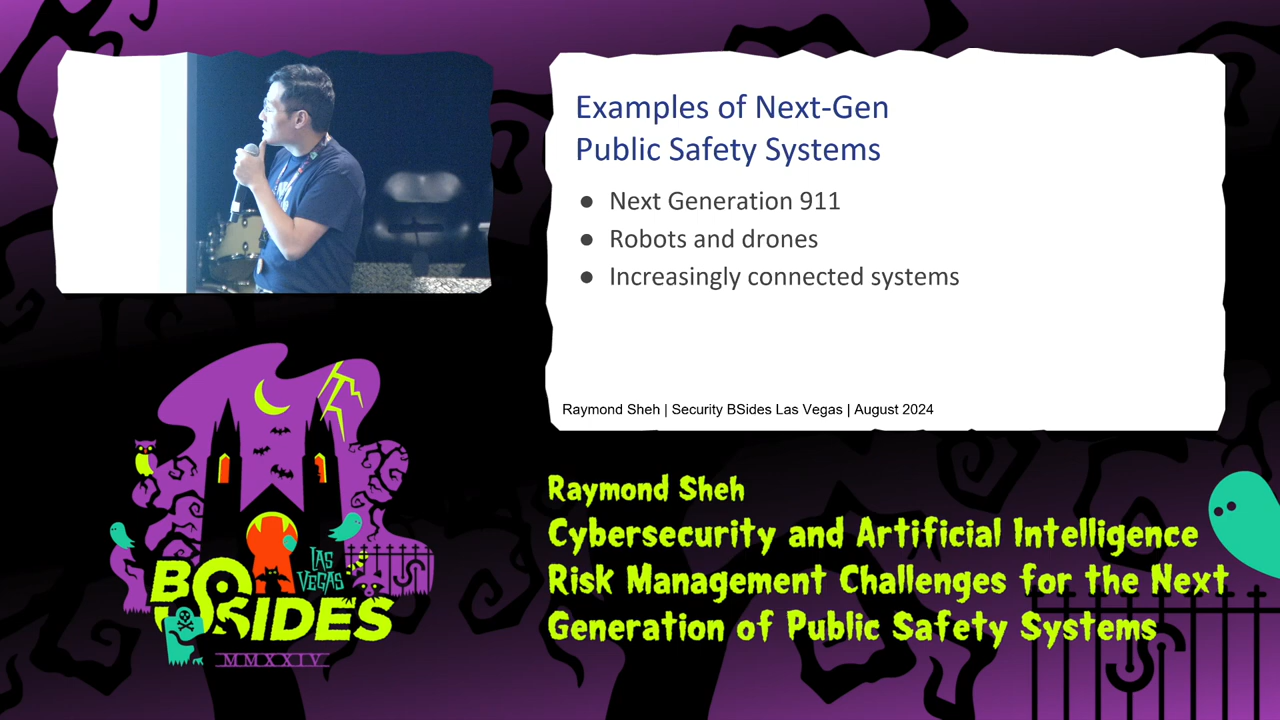 Examples of Next-Gen
Public Safety Systems
● Next Generation 911
● Robots and drones
● Increasingly connected systems
Raymond Sheh | Security BSides Las Vegas | August 2024
LAS
VEGAS
BSIDES
MMXXIV
Raymond Sheh
Cybersecurity and Artificial Intelligence
Risk Management Challenges for the Next
Generation of Public Safety Systems